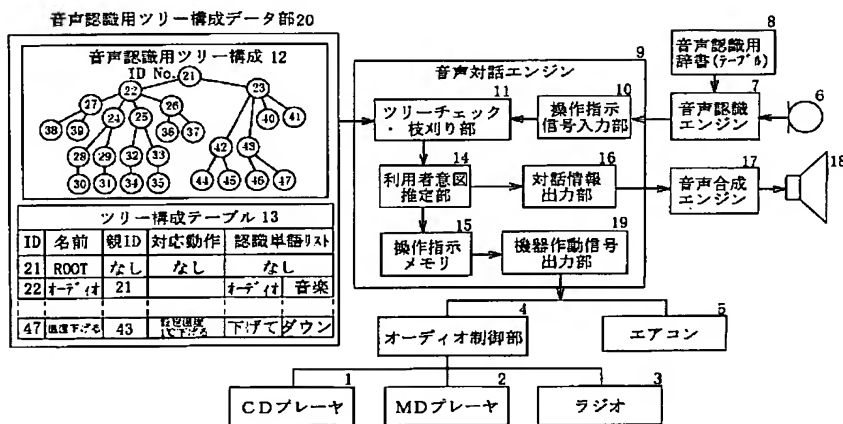 音声認識用ツリー構成データ部20
音声認識用ツリー構成 12
ID No.
21
22
23
27
24
25
26
38
39
36
37
40
41
28
29
32
33
42
43
30
31
34
35
44
45
46
47
ツリー構成テーブル 13
ID 名前 親ID 対応動作 認識単語リスト
21 ROOT なし なし なし
22 オーディオ 21 オーディオ 音楽
47 温度下げる 43 下げて ダウン
9
音声対話エンジン
11
ツリーチェック
・枝刈り部
10
操作指示
信号入力部
14
利用者意図
推定部
16
対話情報
出力部
15
操作指示
メモリ
19
機器作動信号
出力部
8
音声認識用
辞書(テーブル)
7
音声認識
エンジン
6
17
音声合成
エンジン
18
4
オーディオ制御部
5
エアコン
1
CDプレーヤ
2
MDプレーヤ
3
ラジオ